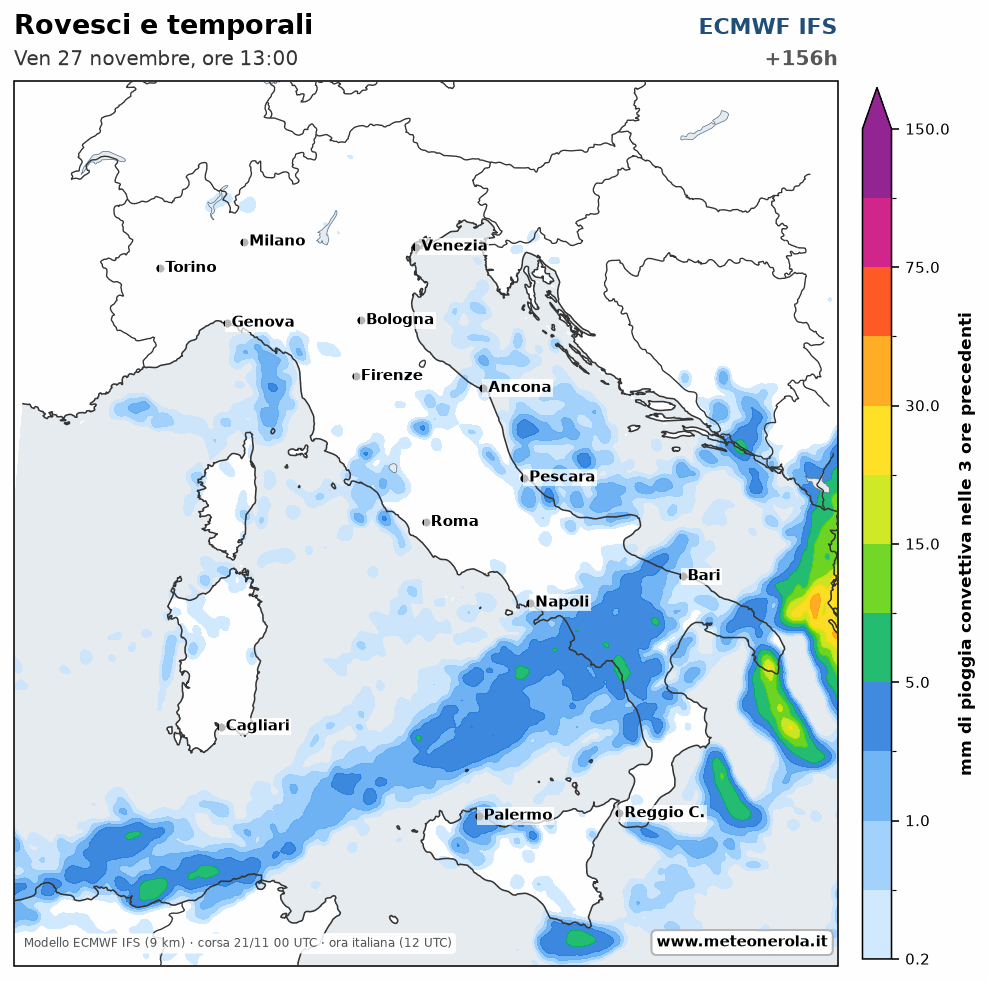 Rovesci e temporali
ECMWF IFS
Ven 27 novembre, ore 13:00
+156h
150.0
75.0
30.0
15.0
5.0
1.0
0.2
mm di pioggia convettiva nelle 3 ore precedenti
Milano
Venezia
Torino
Genova
Bologna
Firenze
Ancona
Pescara
Roma
Bari
Napoli
Cagliari
Palermo
Reggio C.
Modello ECMWF IFS (9 km) · corsa 21/11 00 UTC · ora italiana (12 UTC)
www.meteonerola.it